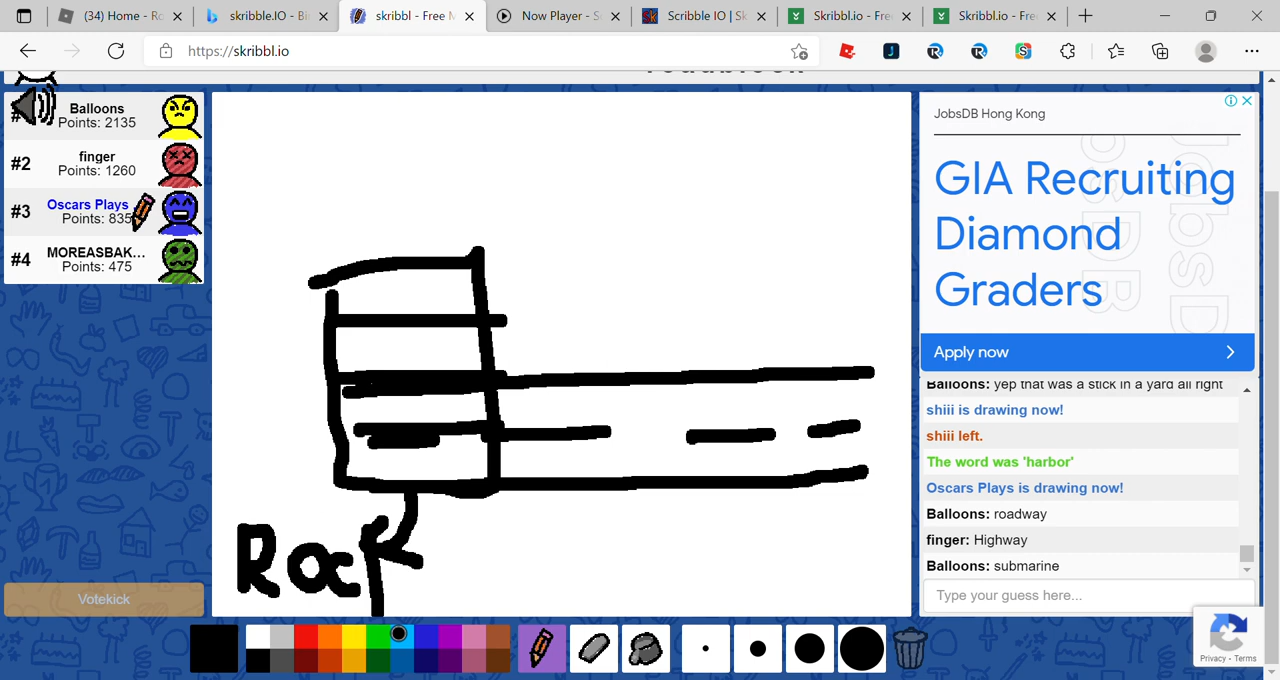 (34) Home - Ro
skribble.IO - Bi
skribbl - Free M
Now Player - S
Scribble IO | Sk
Skribbl.io - Fre
Skribbl.io - Fre
https://skribbl.io
Balloons
Points: 2135
#2
finger
Points: 1260
#3
Oscars Plays
Points: 835
#4
MOREASBAK...
Points: 475
Votekick
Rock
JobsDB Hong Kong
GIA Recruiting
Diamond
Graders
Apply now
Balloons: yep that was a stick in a yard all right
shiii is drawing now!
shiii left.
The word was 'harbor'
Oscars Plays is drawing now!
Balloons: roadway
finger: Highway
Balloons: submarine
Type your guess here...
Privacy - Terms